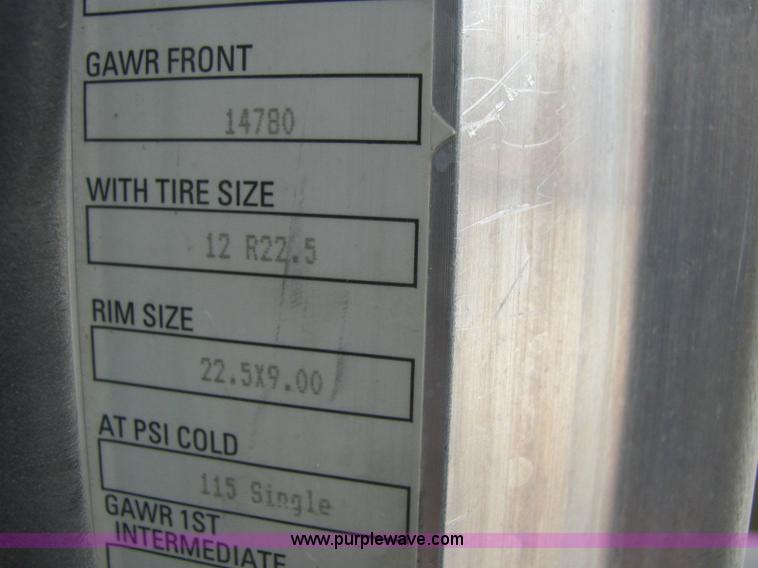 GAWR FRONT
14780
WITH TIRE SIZE
12 R22.5
RIM SIZE
22.5X9.00
AT PSI COLD
115 Single
GAWR 1ST
INTERMEDIATE
www.purplewave.com